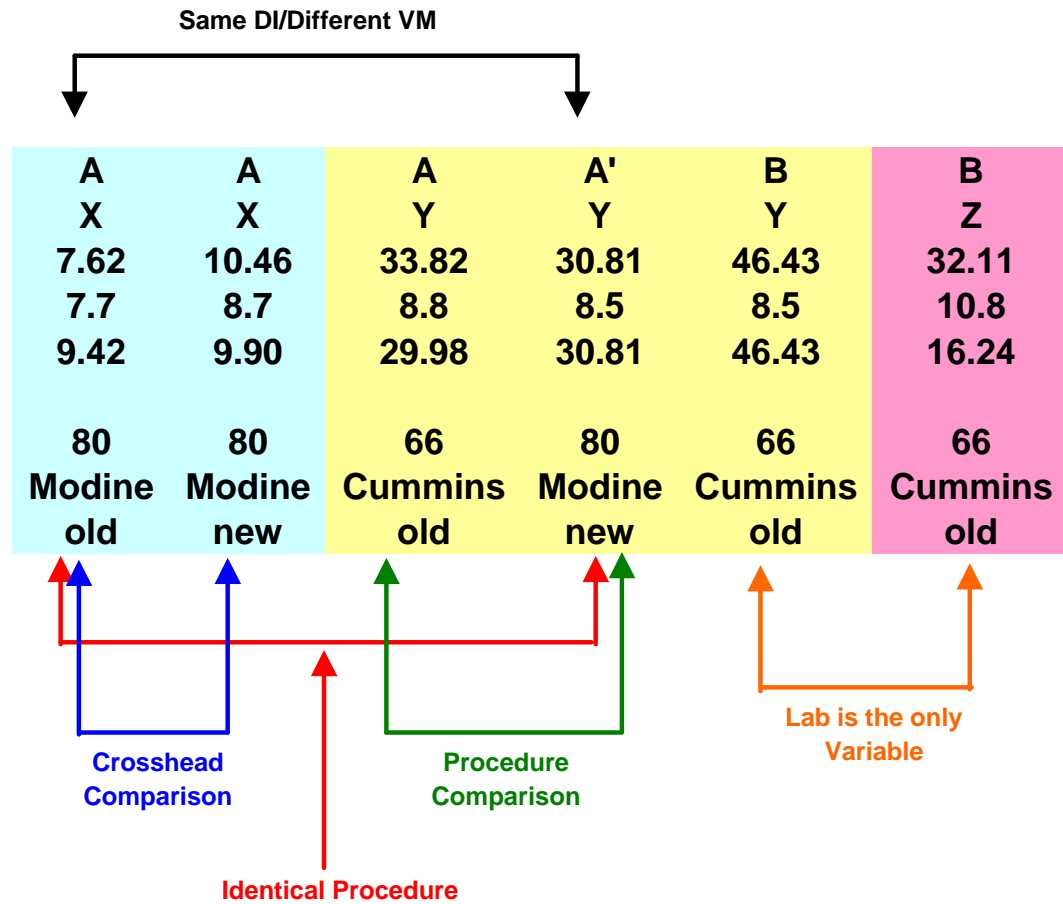 Same DI/Different VM
A A A A' B B
X X Y Y Y Z
7.62 10.46 33.82 30.81 46.43 32.11
7.7 8.7 8.8 8.5 8.5 10.8
9.42 9.90 29.98 30.81 46.43 16.24
80 80 66 80 66 66
Modine Modine Cummins Modine Cummins Cummins
old new old new old old
Lab is the only
Variable
Crosshead
Comparison
Procedure
Comparison
Identical Procedure